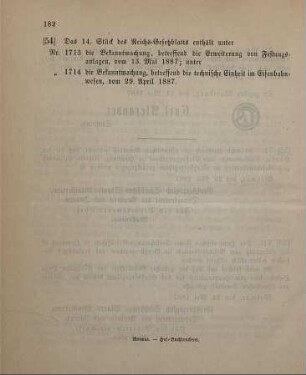 182
[54] Das 14. Stück des Reichs-Gesetzblatts enthält unter
Nr. 1713 die Bekanntmachung, betreffend die Erweiterung von Festungs-
anlagen, vom 13. Mai 1887; unter
„ 1714 die Bekanntmachung, betreffend die technische Einheit im Eisenbahn-
wesen, vom 29. April 1887.
Weimar. — Hof-Buchdruckerei.